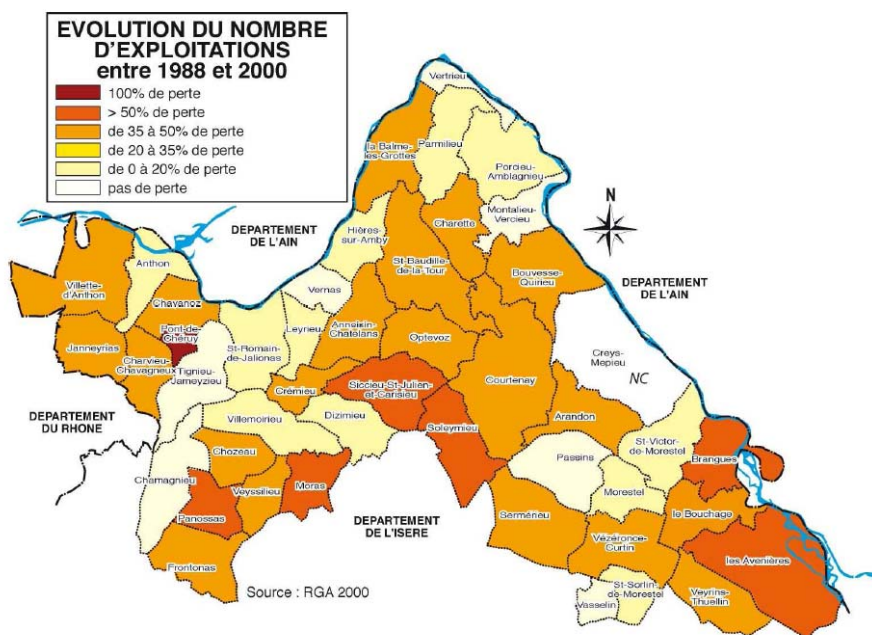 EVOLUTION DU NOMBRE
D'EXPLOITATIONS
entre 1988 et 2000
100% de perte
> 50% de perte
de 35 à 50% de perte
de 20 à 35% de perte
de 0 à 20% de perte
pas de perte
Vertrieu
la Balme-
les-Grottes
Parmilieu
Porcieu-
Amblagnieu
N
DEPARTEMENT
DE L'AIN
Hières-
sur-Amby
Charette
Montalieu-
Vercieu
Anthon
St-Baudille-
de-la-Tour
Bouvesse-
Quirieu
DEPARTEMENT
DE L'AIN
Villette-
d'Anthon
Vernas
Chavanoz
Pont-de-
Chéruy
Leyrieu
Annoisin-
Chatelans
Optevoz
Janneyrias
St-Romain-
de-Jalionas
Charvieu-
Chavagneux
Tignieu-
Jameyzieu
Creys-
Mepieu
NC
Crémieu
Siccieu-St-Julien-
et-Carisieu
Courtenay
DEPARTEMENT
DU RHONE
Villemoirieu
Dizimieu
Soleymieu
Arandon
St-Victor-
de-Morestel
Brangues
Chozeau
Passins
Chamagnieu
Veyssilieu
Moras
Morestel
Panossas
DEPARTEMENT
DE L'ISERE
Sermérieu
le Bouchage
Vézéronce-
Curtin
les Avenières
Frontonas
Source : RGA 2000
St-Sorlin-
de-Morestel
Vasselin
Veyrins-
Thuellin